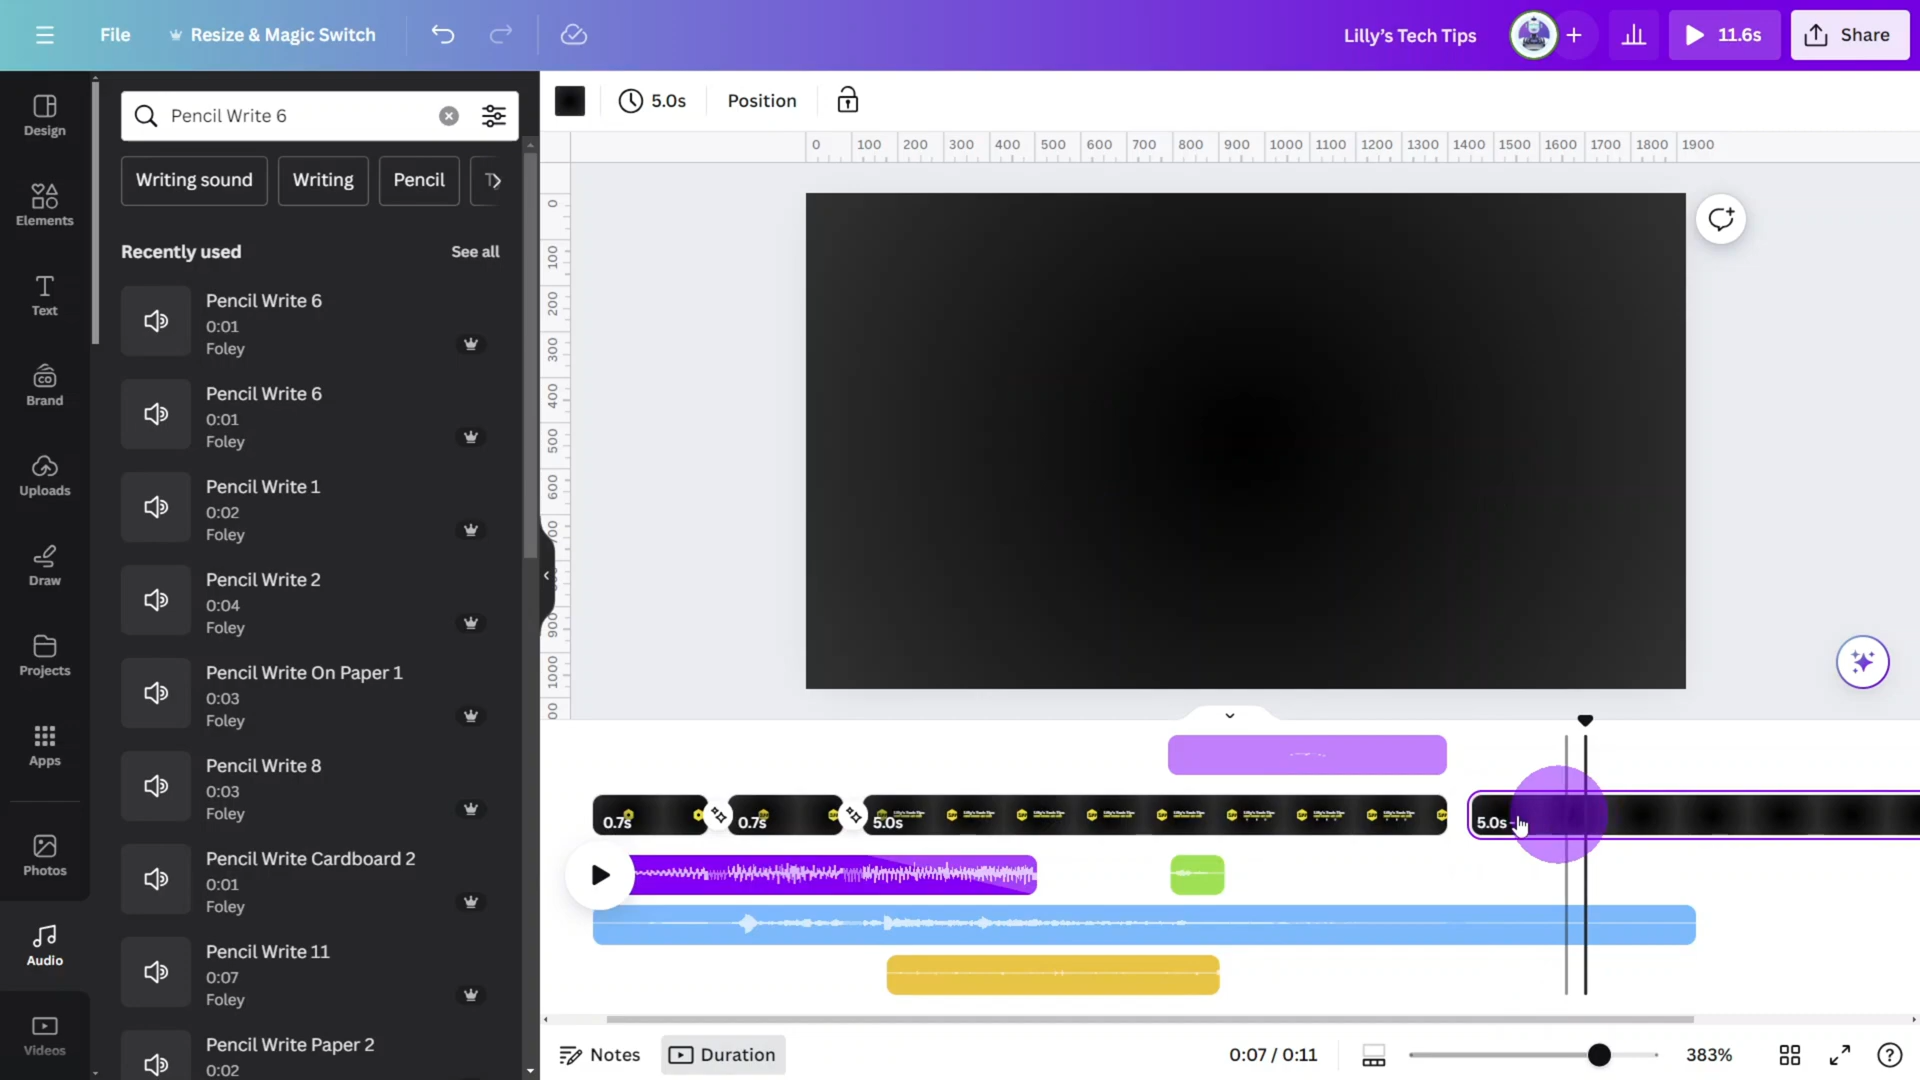 File
Resize & Magic Switch
Lilly's Tech Tips
11.6s
Share
Design
Elements
Text
Brand
Uploads
Draw
Projects
Apps
Photos
Audio
Videos
Pencil Write 6
Writing sound
Writing
Pencil
Recently used
See all
Pencil Write 6
0:01
Foley
Pencil Write 6
0:01
Foley
Pencil Write 1
0:02
Foley
Pencil Write 2
0:04
Foley
Pencil Write On Paper 1
0:03
Foley
Pencil Write 8
0:03
Foley
Pencil Write Cardboard 2
0:01
Foley
Pencil Write 11
0:07
Foley
Pencil Write Paper 2
0:02
5.0s
Position
0 100 200 300 400 500 600 700 800 900 1000 1100 1200 1300 1400 1500 1600 1700 1800 1900
0
100
200
300
400
500
600
900
1000
0.7s
0.7s
5.0s
5.0s
Notes
Duration
0:07 / 0:11
383%